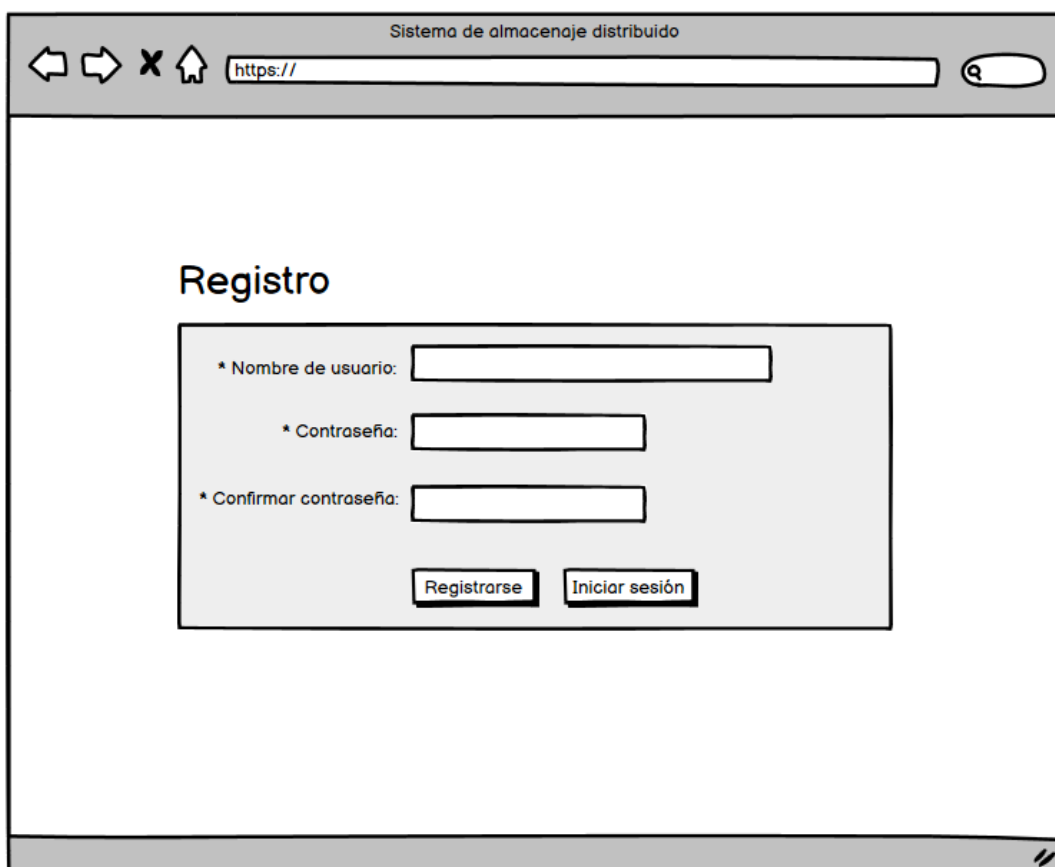 Sistema de almacenaje distribuido
https://
Registro
* Nombre de usuario:
* Contraseña:
* Confirmar contraseña:
Registrarse Iniciar sesión